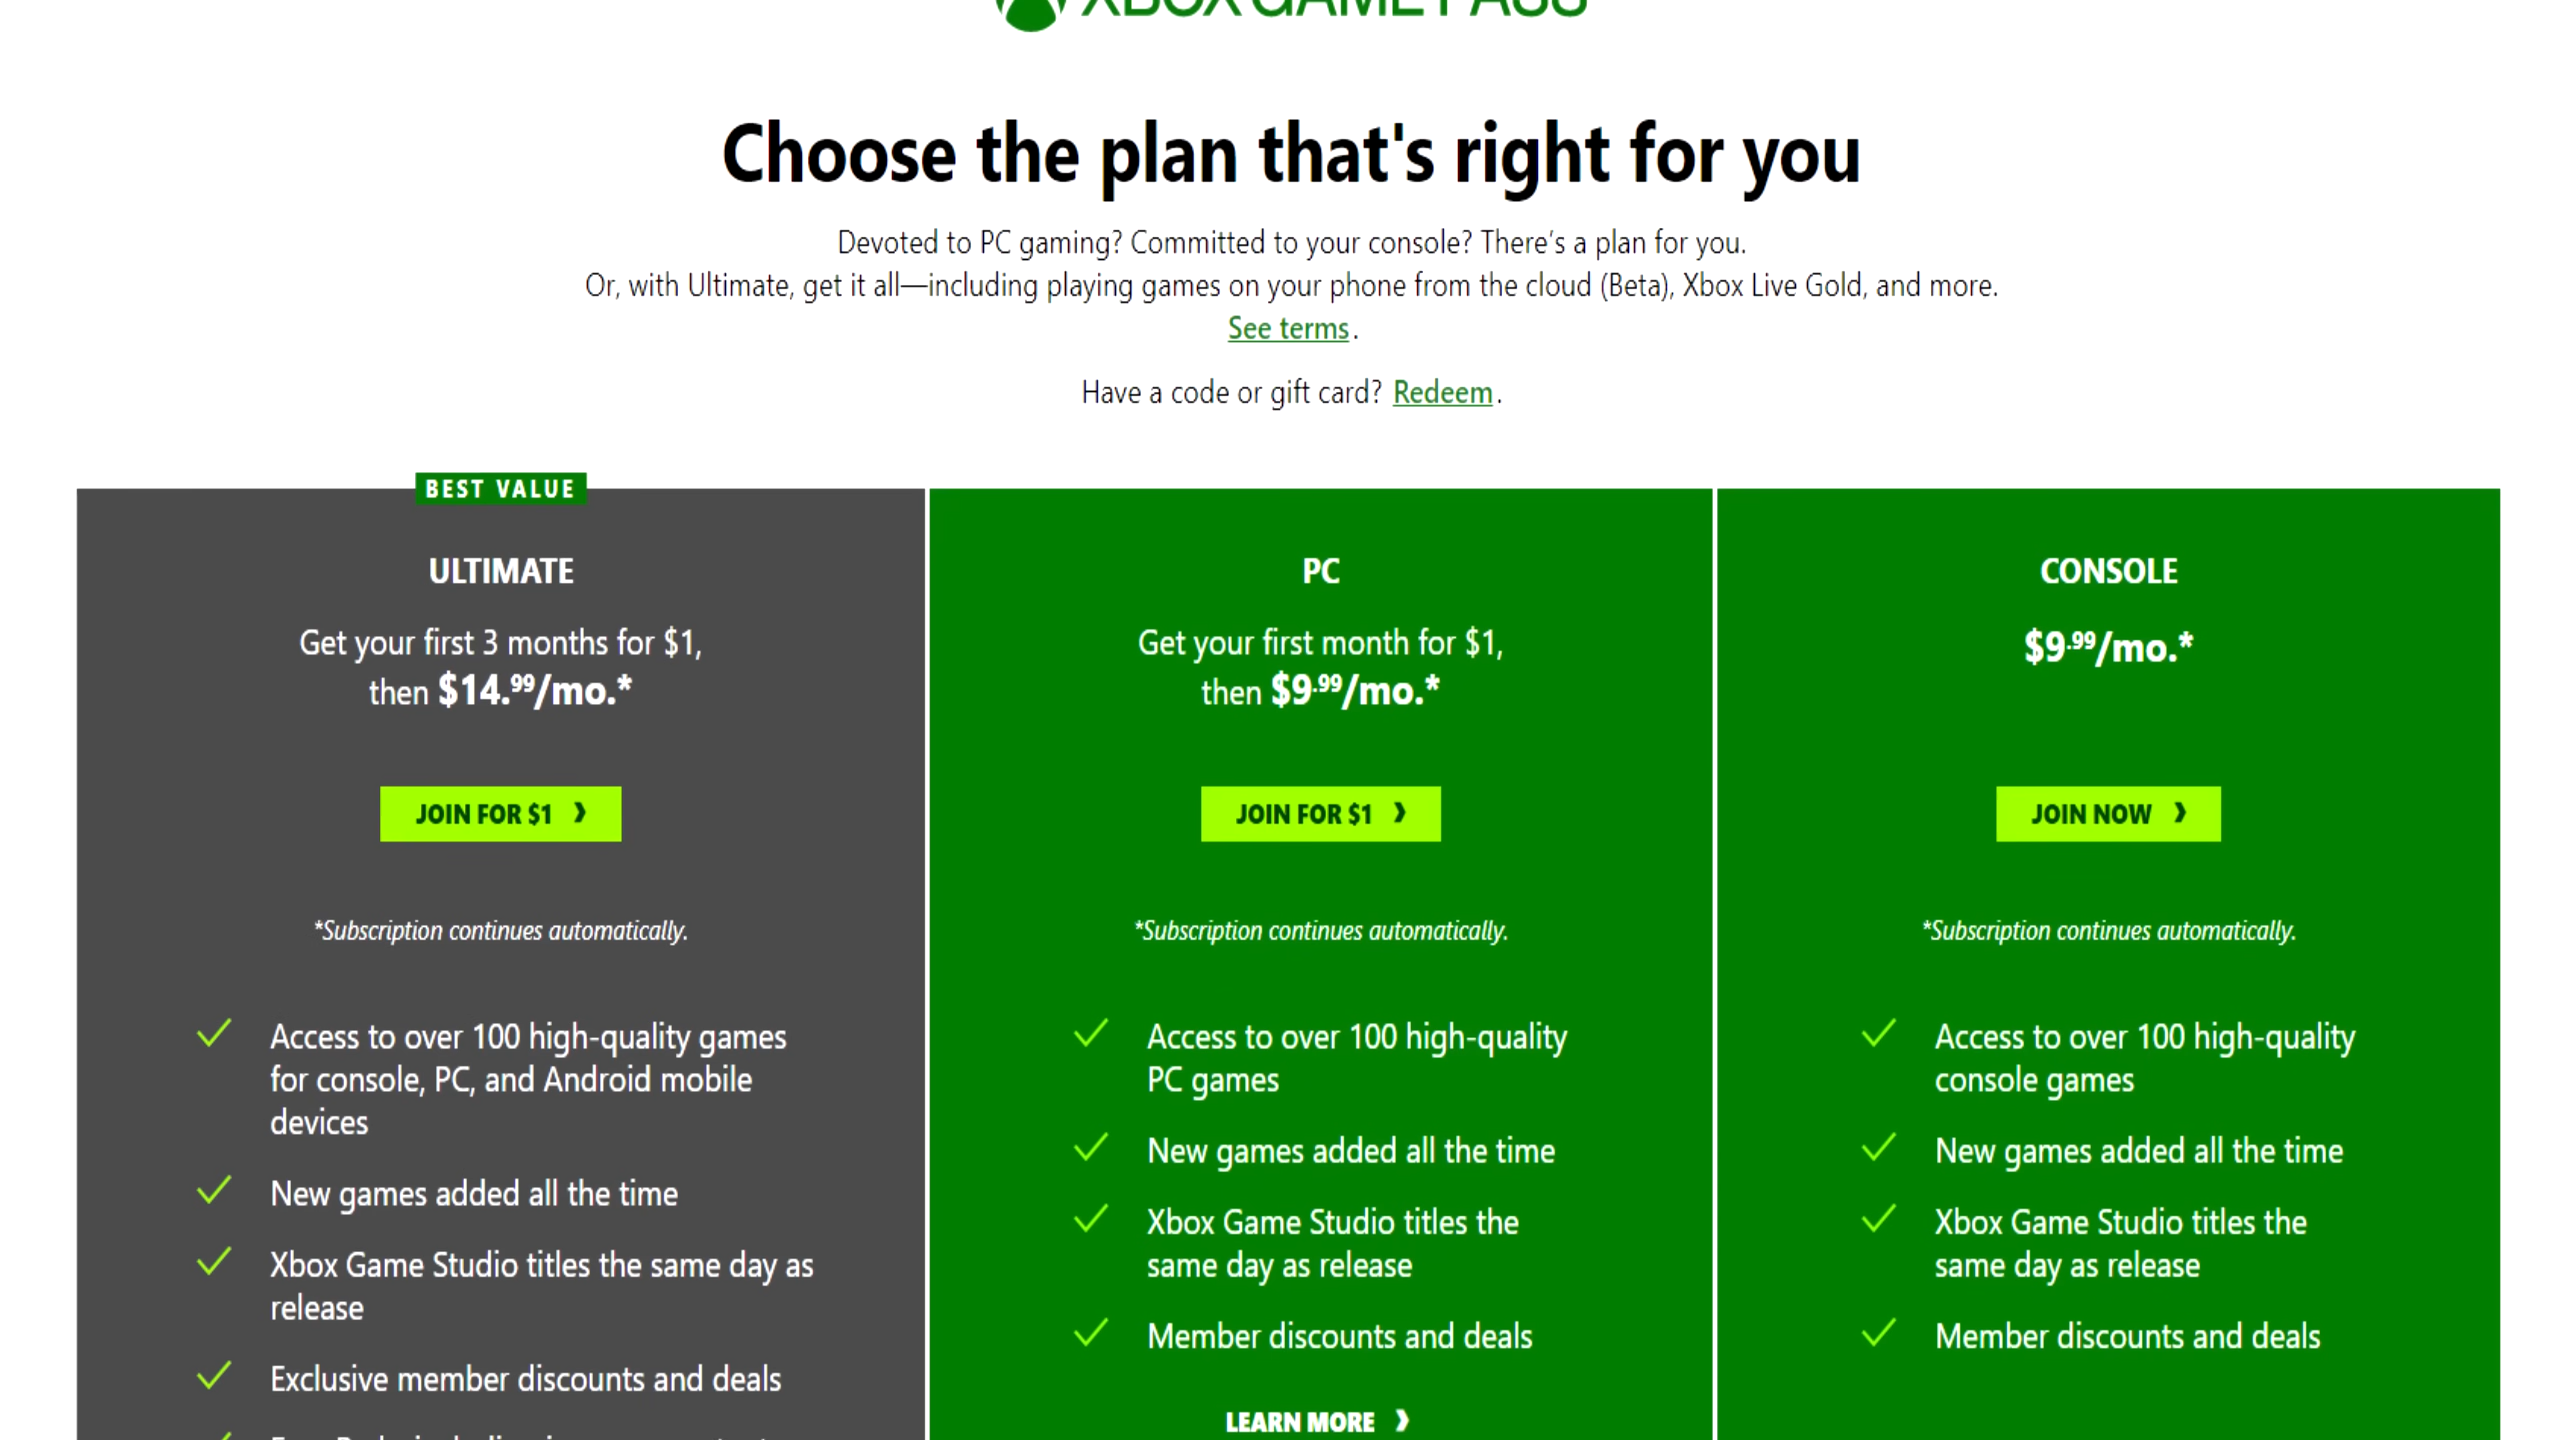 XBOX GAME PASS
Choose the plan that's right for you
Devoted to PC gaming? Committed to your console? There's a plan for you.
Or, with Ultimate, get it all—including playing games on your phone from the cloud (Beta), Xbox Live Gold, and more.
See terms.
Have a code or gift card? Redeem.
BEST VALUE
ULTIMATE
Get your first 3 months for $1,
then $14.99/mo.*
JOIN FOR $1 ❯
*Subscription continues automatically.
Access to over 100 high-quality games
for console, PC, and Android mobile
devices
New games added all the time
Xbox Game Studio titles the same day as
release
Exclusive member discounts and deals
PC
Get your first month for $1,
then $9.99/mo.*
JOIN FOR $1 ❯
*Subscription continues automatically.
Access to over 100 high-quality
PC games
New games added all the time
Xbox Game Studio titles the
same day as release
Member discounts and deals
LEARN MORE ❯
CONSOLE
$9.99/mo.*
JOIN NOW ❯
*Subscription continues automatically.
Access to over 100 high-quality
console games
New games added all the time
Xbox Game Studio titles the
same day as release
Member discounts and deals